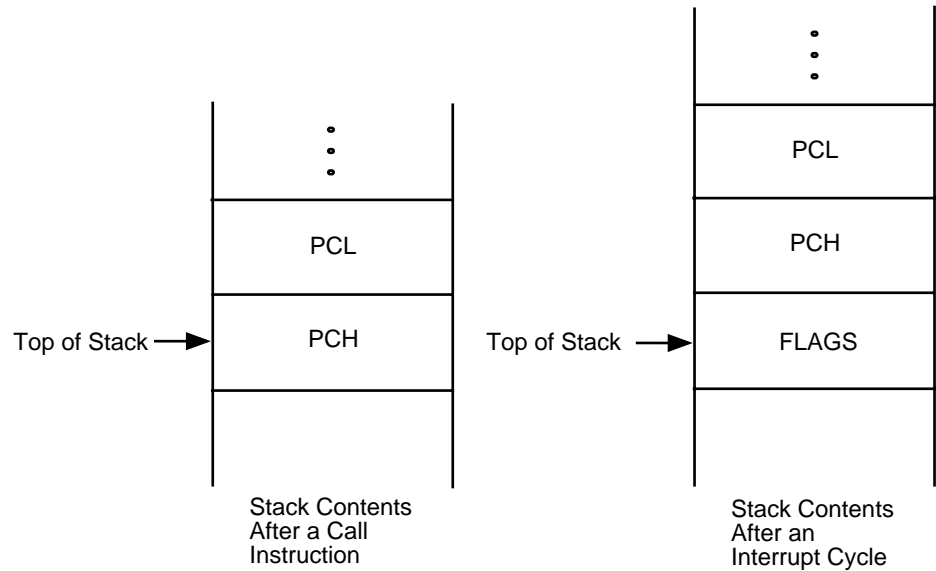 PCL
PCH
Top of Stack
Stack Contents
After a Call
Instruction
PCL
PCH
Top of Stack
FLAGS
Stack Contents
After an
Interrupt Cycle